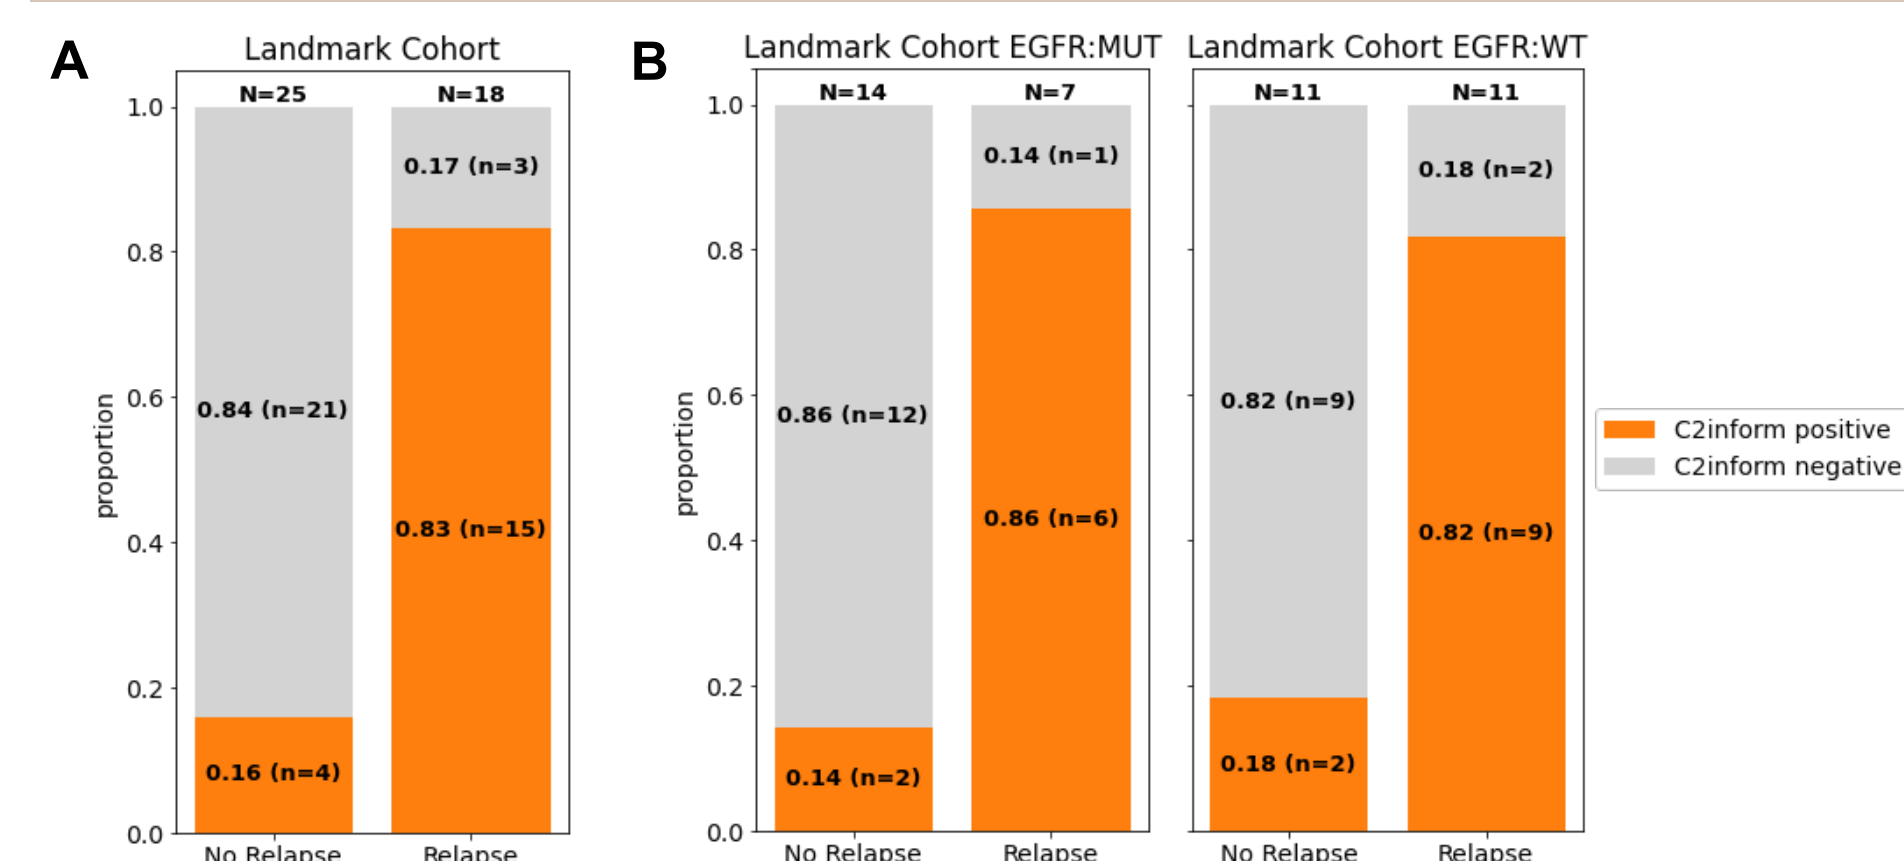 A
Landmark Cohort
N=25
N=18
1.0
0.8
0.6
0.4
0.2
0.0
proportion
0.17 (n=3)
0.84 (n=21)
0.83 (n=15)
0.16 (n=4)
No Relapse
Relapse
B
Landmark Cohort EGFR:MUT
N=14
N=7
1.0
0.8
0.6
0.4
0.2
0.0
proportion
0.14 (n=1)
0.86 (n=12)
0.86 (n=6)
0.14 (n=2)
No Relapse
Relapse
Landmark Cohort EGFR:WT
N=11
N=11
0.18 (n=2)
0.82 (n=9)
0.82 (n=9)
0.18 (n=2)
No Relapse
Relapse
C2inform positive
C2inform negative